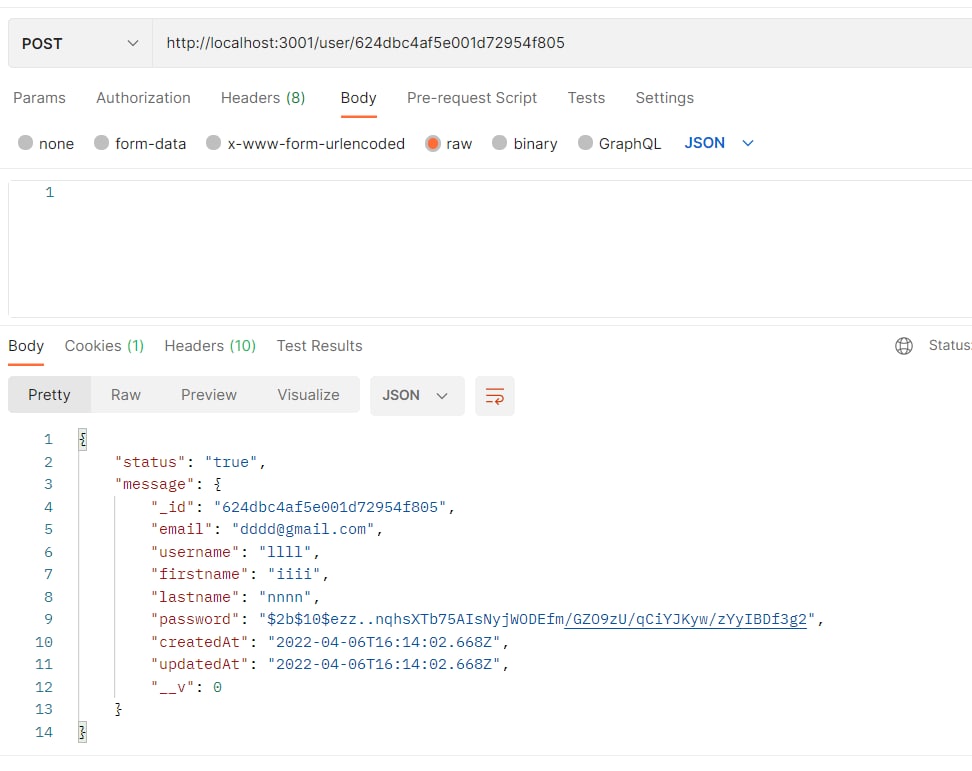 POST http://localhost:3001/user/624dbc4af5e001d72954f805
Params Authorization Headers (8) Body Pre-request Script Tests Settings
none form-data x-www-form-urlencoded raw binary GraphQL JSON
1
Body Cookies (1) Headers (10) Test Results Status:
Pretty Raw Preview Visualize JSON
1 {
2 "status": "true",
3 "message": {
4 "_id": "624dbc4af5e001d72954f805",
5 "email": "dddd@gmail.com",
6 "username": "llll",
7 "firstname": "iiii",
8 "lastname": "nnnn",
9 "password": "$2b$10$ezz..nqhsXTb75AIsNyjWODEfm/GZO9zU/qCiYJKyw/zYyIBDf3g2",
10 "createdAt": "2022-04-06T16:14:02.668Z",
11 "updatedAt": "2022-04-06T16:14:02.668Z",
12 "__v": 0
13 }
14 }